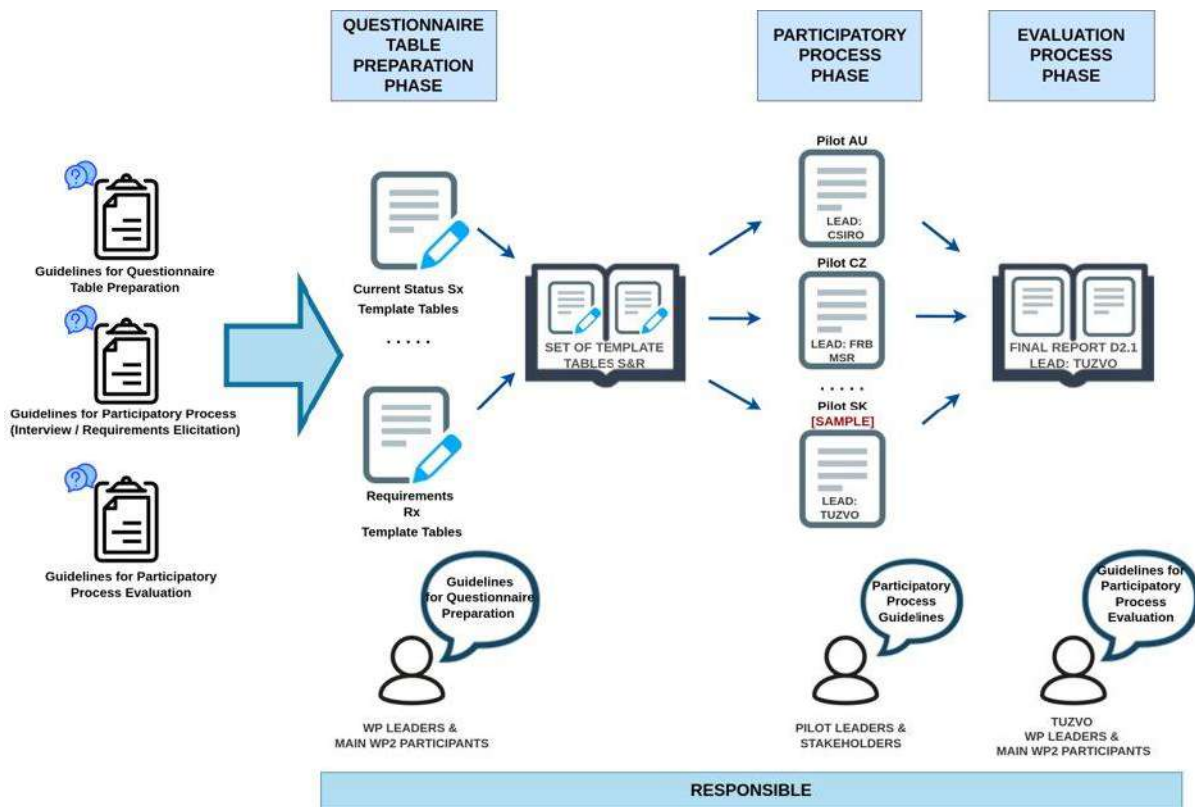 QUESTIONNAIRE
TABLE
PREPARATION
PHASE
PARTICIPATORY
PROCESS
PHASE
EVALUATION
PROCESS
PHASE
?
Guidelines for Questionnaire
Table Preparation
?
Guidelines for Participatory Process
(Interview / Requirements Elicitation)
?
Guidelines for Participatory
Process Evaluation
Current Status Sx
Template Tables
. . . . .
Requirements
Rx
Template Tables
SET OF TEMPLATE
TABLES S&R
Pilot AU
LEAD:
CSIRO
Pilot CZ
LEAD: FRB
MSR
. . . . .
Pilot SK
[SAMPLE]
LEAD:
TUZVO
FINAL REPORT D2.1
LEAD: TUZVO
Guidelines
for Questionnaire
Preparation
WP LEADERS &
MAIN WP2 PARTICIPANTS
Participatory
Process
Guidelines
PILOT LEADERS &
STAKEHOLDERS
Guidelines for
Participatory
Process
Evaluation
TUZVO
WP LEADERS &
MAIN WP2 PARTICIPANTS
RESPONSIBLE